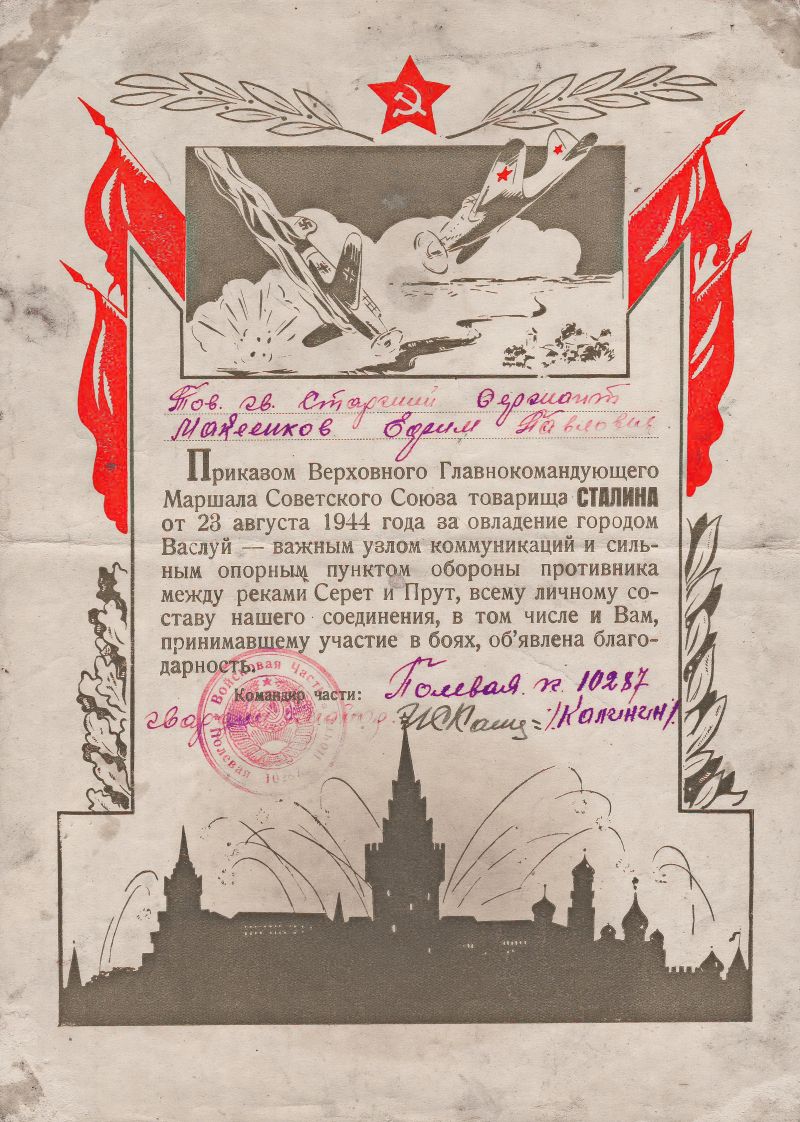 Тов. гв. Старший Сержант
Ефим Павлович
Приказом Верховного Главнокомандующего
Маршала Советского Союза товарища СТАЛИНА
от 23 августа 1944 года за овладение городом
Васлуй — важным узлом коммуникаций и силь-
ным опорным пунктом обороны противника
между реками Серет и Прут, всему личному со-
ставу нашего соединения, в том числе и Вам,
принимавшему участие в боях, об'явлена благо-
дарность.
Командир части: Полевая п. 10287
гвардии /Калинин/
Войсковая Часть
Полевая Почта